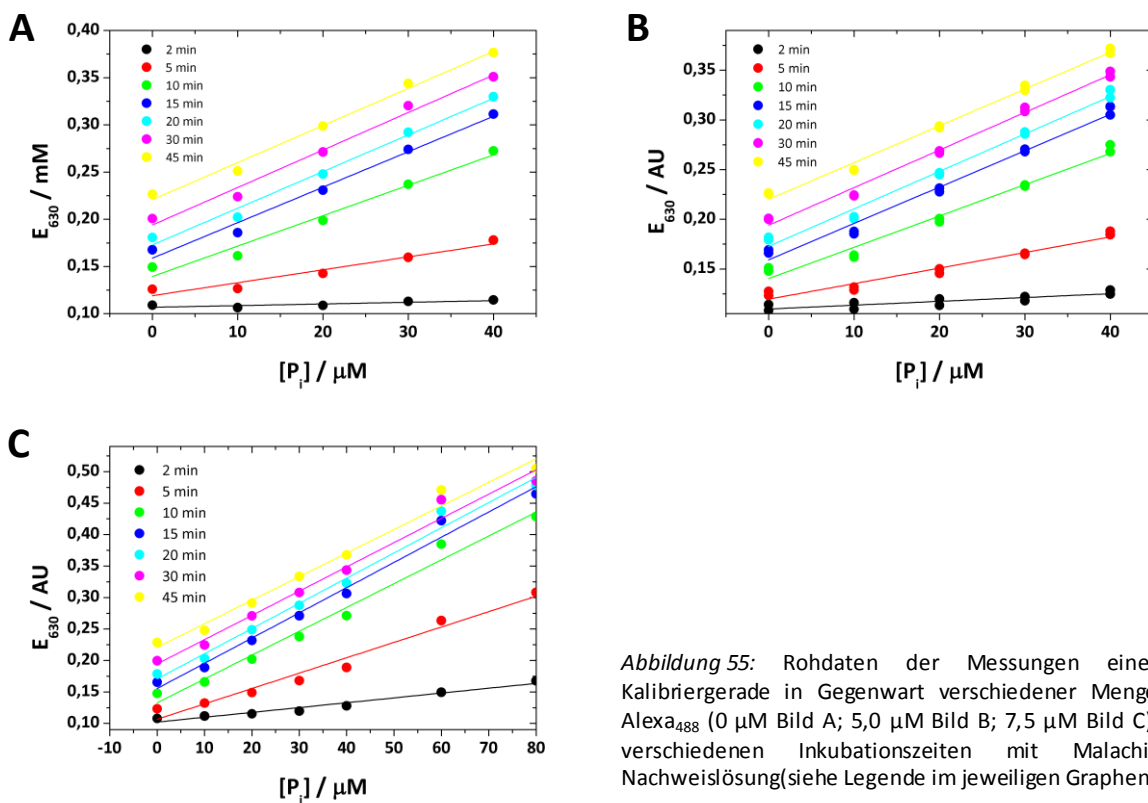 A
E630 / mM
0,40
0,35
0,30
0,25
0,20
0,15
0,10
2 min
5 min
10 min
15 min
20 min
30 min
45 min
0 10 20 30 40
[Pi] / µM
B
E630 / AU
0,35
0,30
0,25
0,20
0,15
2 min
5 min
10 min
15 min
20 min
30 min
45 min
0 10 20 30 40
[Pi] / µM
C
E630 / AU
0,50
0,45
0,40
0,35
0,30
0,25
0,20
0,15
0,10
2 min
5 min
10 min
15 min
20 min
30 min
45 min
-10 0 10 20 30 40 50 60 70 80
[Pi] / µM
Abbildung 55: Rohdaten der Messungen eine
Kalibriergerade in Gegenwart verschiedener Menge
Alexa488 (0 µM Bild A; 5,0 µM Bild B; 7,5 µM Bild C)
verschiedenen Inkubationszeiten mit Malachi
Nachweislösung(siehe Legende im jeweiligen Graphen